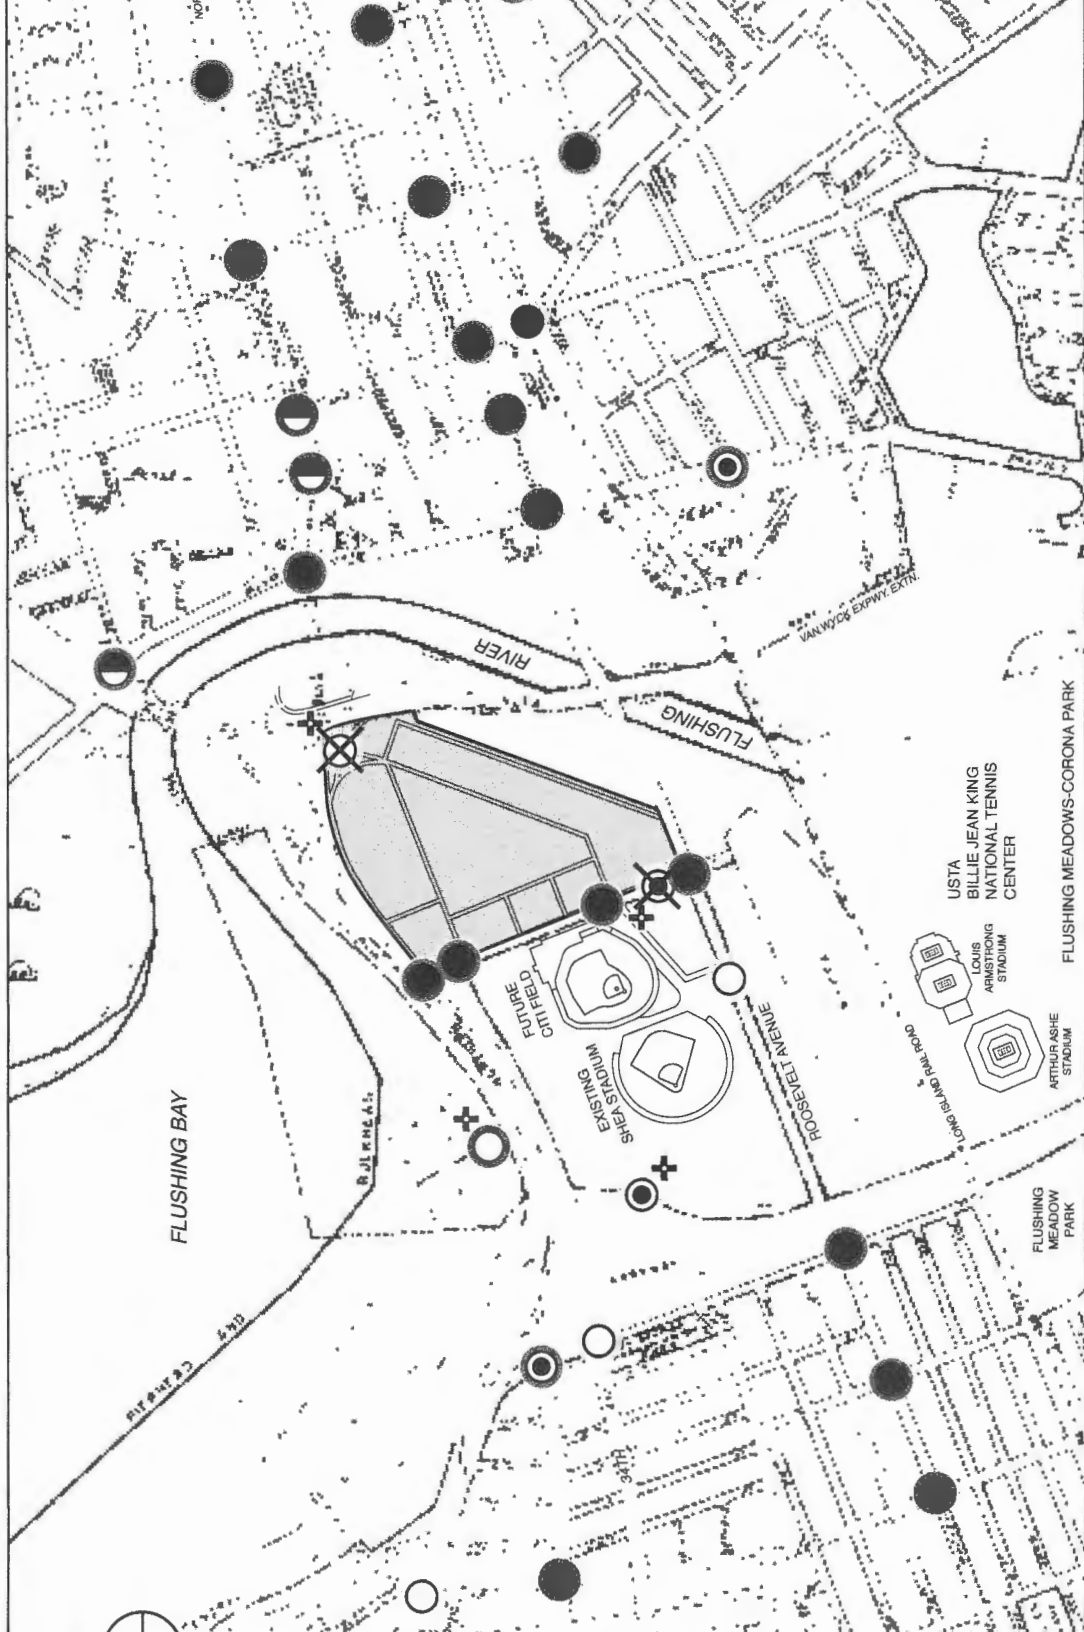 NOR
RIVER
FLUSHING
VAN WYCK EXPWY. EXTN.
USTA
BILLIE JEAN KING
NATIONAL TENNIS
CENTER
FLUSHING MEADOWS-CORONA PARK
LOUIS
ARMSTRONG
STADIUM
ARTHUR ASHE
STADIUM
FUTURE
CITI FIELD
EXISTING
SHEA STADIUM
ROOSEVELT AVENUE
LONG ISLAND RAIL ROAD
FLUSHING BAY
BULKHEAD
FLUSHING
MEADOW
PARK
34TH